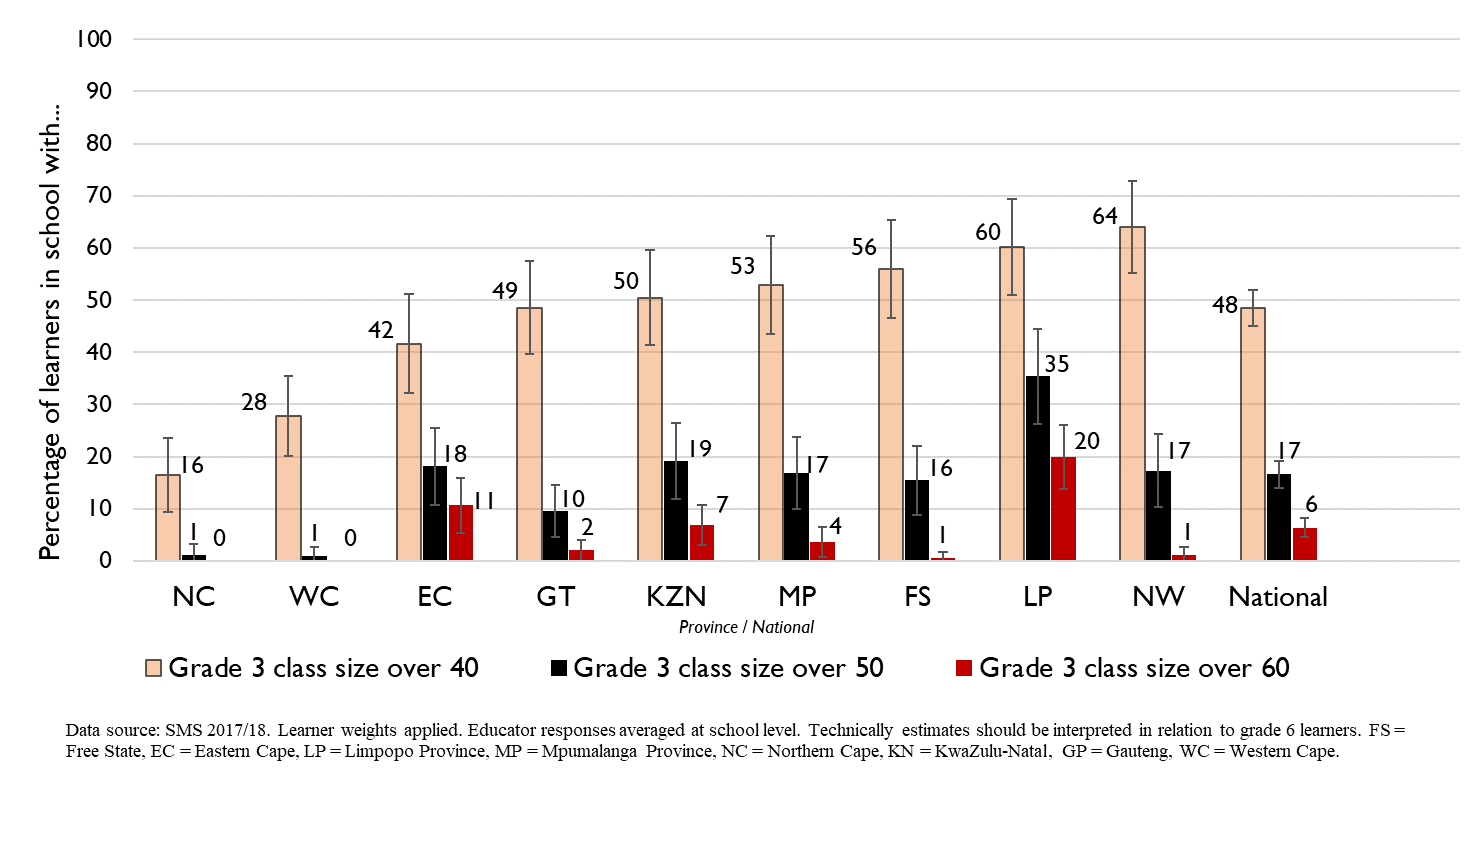 Percentage of learners in school with...
100
90
80
70
60
50
40
30
20
10
0
16 1 0
28 1 0
42 18 11
49 10 2
50 19 7
53 17 4
56 16 1
60 35 20
64 17 1
48 17 6
NC WC EC GT KZN MP FS LP NW National
Province / National
Grade 3 class size over 40 Grade 3 class size over 50 Grade 3 class size over 60
Data source: SMS 2017/18. Learner weights applied. Educator responses averaged at school level. Technically estimates should be interpreted in relation to grade 6 learners. FS =
Free State, EC = Eastern Cape, LP = Limpopo Province, MP = Mpumalanga Province, NC = Northern Cape, KN = KwaZulu-Natal, GP = Gauteng, WC = Western Cape.